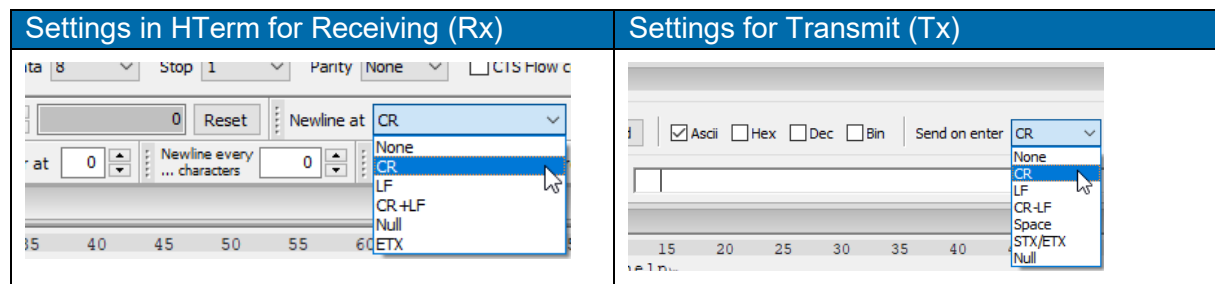 Settings in HTerm for Receiving (Rx)
ta 8 Stop 1 Parity None CTS Flow c
0 Reset Newline at CR
at 0 Newline every ... characters 0
None
CR
LF
CR+LF
Null
ETX
35 40 45 50 55 60
Settings for Transmit (Tx)
Ascii Hex Dec Bin Send on enter CR
None
CR
LF
CR-LF
Space
STX/ETX
Null
15 20 25 30 35 40